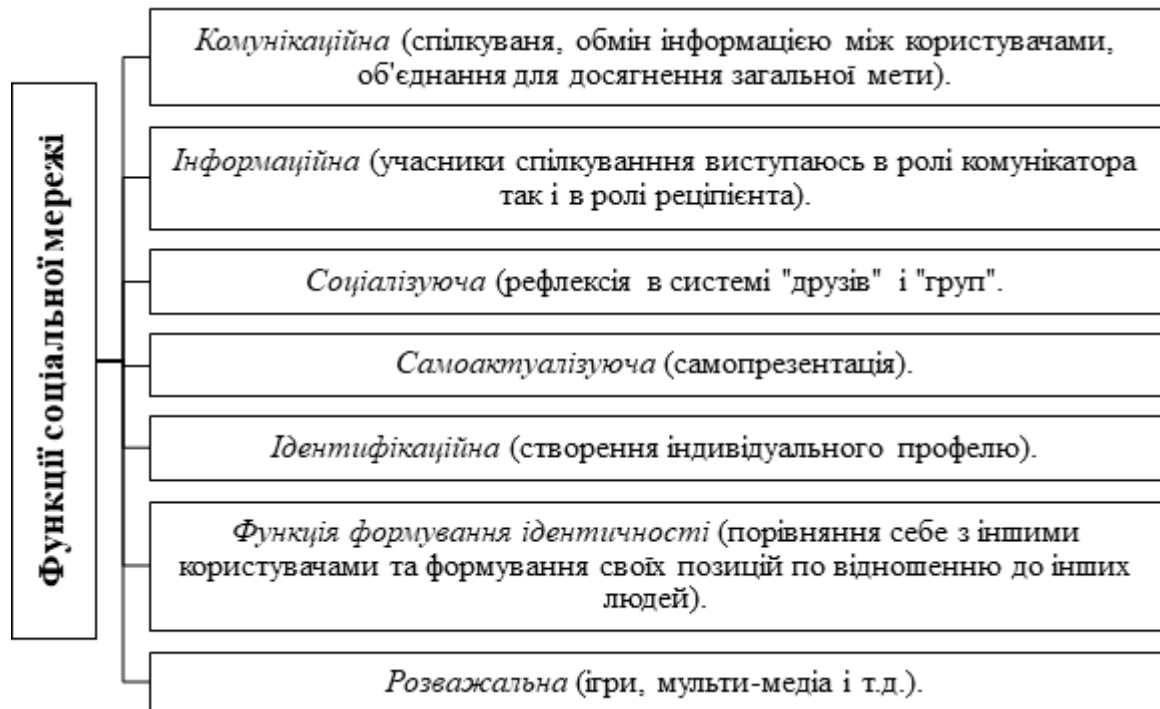 Функції соціальної мережі
Комунікаційна (спілкуваня, обмін інформацією між користувачами,
об'єднання для досягнення загальної мети).
Інформаційна (учасники спілкуванння виступаюсь в ролі комунікатора
так і в ролі реціпієнта).
Соціалізуюча (рефлексія в системі "друзів" і "груп".
Самоактуалізуюча (самопрезентація).
Ідентифікаційна (створення індивідуального профелю).
Функція формування ідентичності (порівняння себе з іншими
користувачами та формування своїх позицій по відношенню до інших
людей).
Розважальна (ігри, мульти-медіа і т.д.).